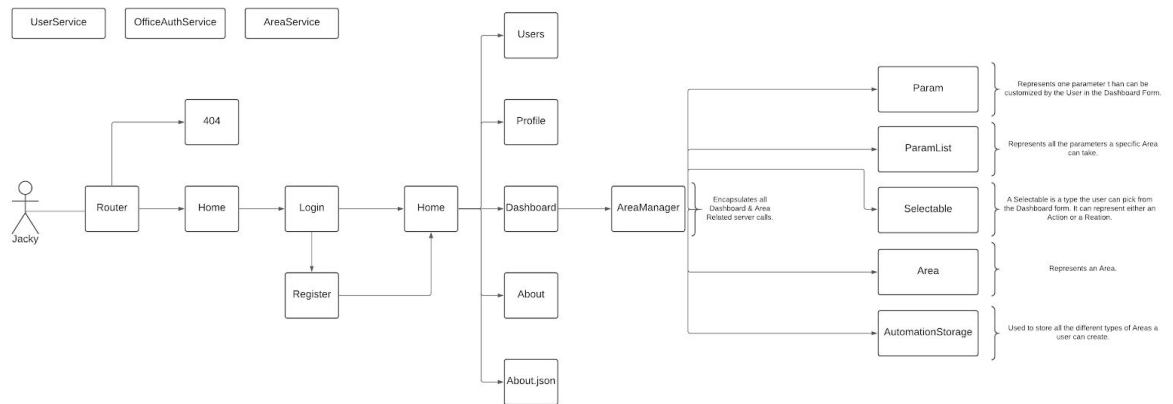 UserService
OfficeAuthService
AreaService
Users
404
Profile
Jacky
Router
Home
Login
Home
Dashboard
AreaManager
Encapsulates all
Dashboard & Area
Related server calls.
Register
About
About.json
Param
Represents one parameter t han can be
customized by the User in the Dashboard Form.
ParamList
Represents all the parameters a specific Area
can take.
Selectable
A Selectable is a type the user can pick from
the Dashboard form. It can represent either an
Action or a Reation.
Area
Represents an Area.
AutomationStorage
Used to store all the different types of Areas a
user can create.